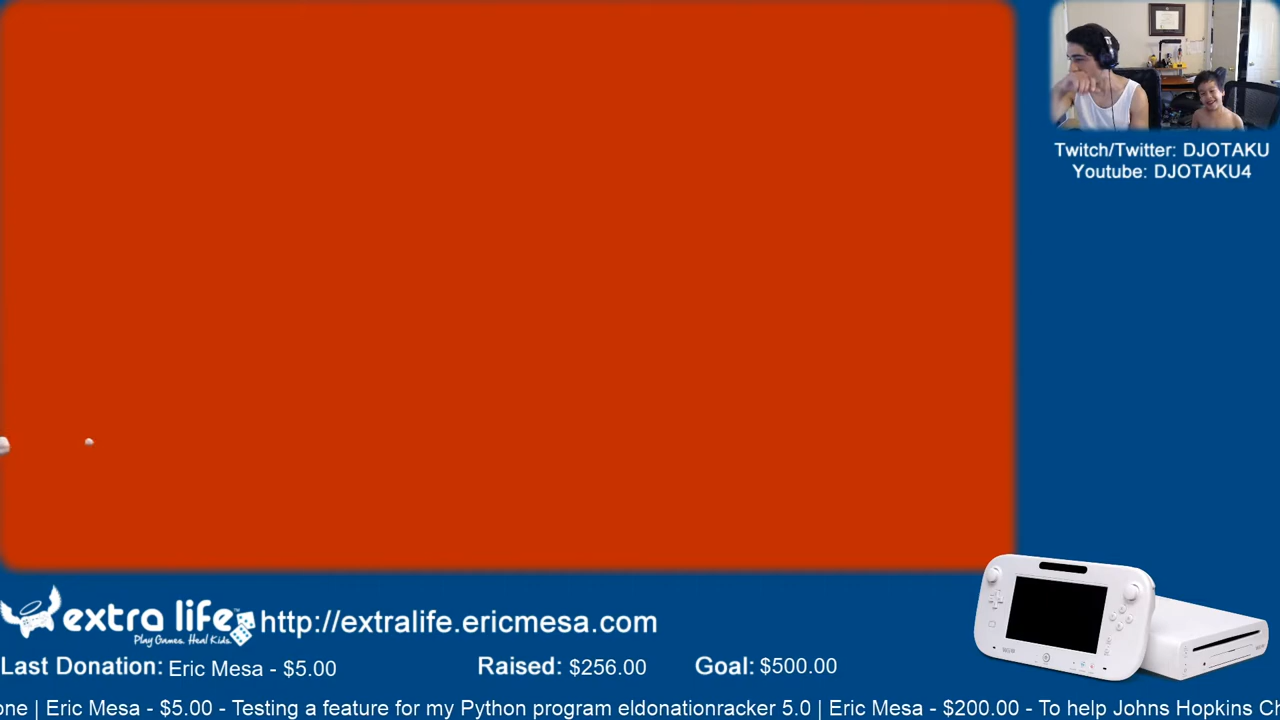 Twitch/Twitter: DJOTAKU
Youtube: DJOTAKU4
extra life
Play Games. Heal Kids.
http://extralife.ericmesa.com
Last Donation: Eric Mesa - $5.00 Raised: $256.00 Goal: $500.00
one | Eric Mesa - $5.00 - Testing a feature for my Python program eldonationracker 5.0 | Eric Mesa - $200.00 - To help Johns Hopkins Ch